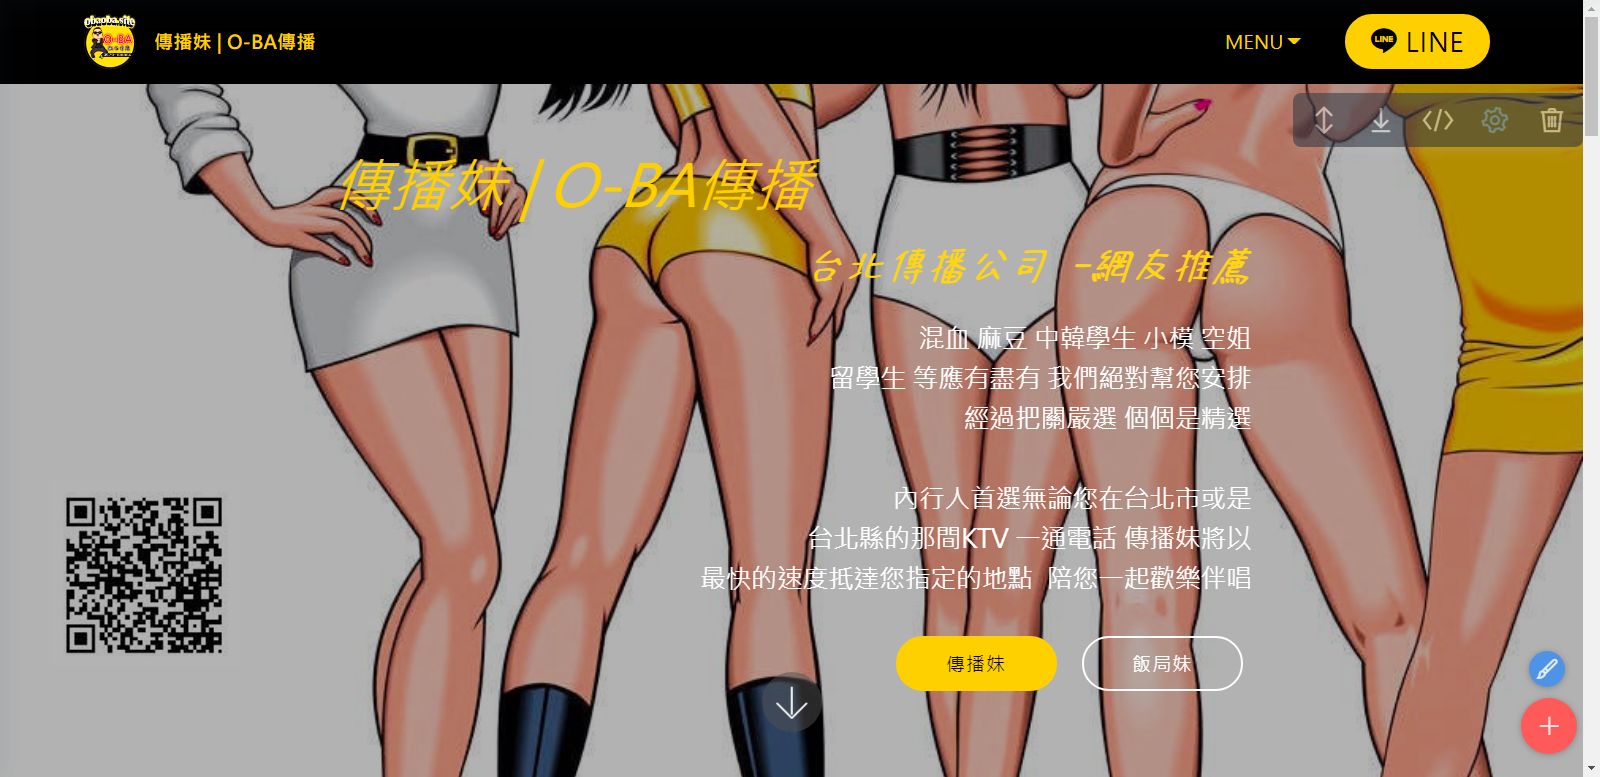 obaoba.site
O-BA
傳播妹 | O-BA傳播
MENU
LINE
LINE
傳播妹 | O-BA傳播
台北傳播公司 -網友推薦
混血 麻豆 中韓學生 小模 空姐
留學生 等應有盡有 我們絕對幫您安排
經過把關嚴選 個個是精選
內行人首選無論您在台北市或是
台北縣的那間KTV 一通電話 傳播妹將以
最快的速度抵達您指定的地點 陪您一起歡樂伴唱
傳播妹
飯局妹